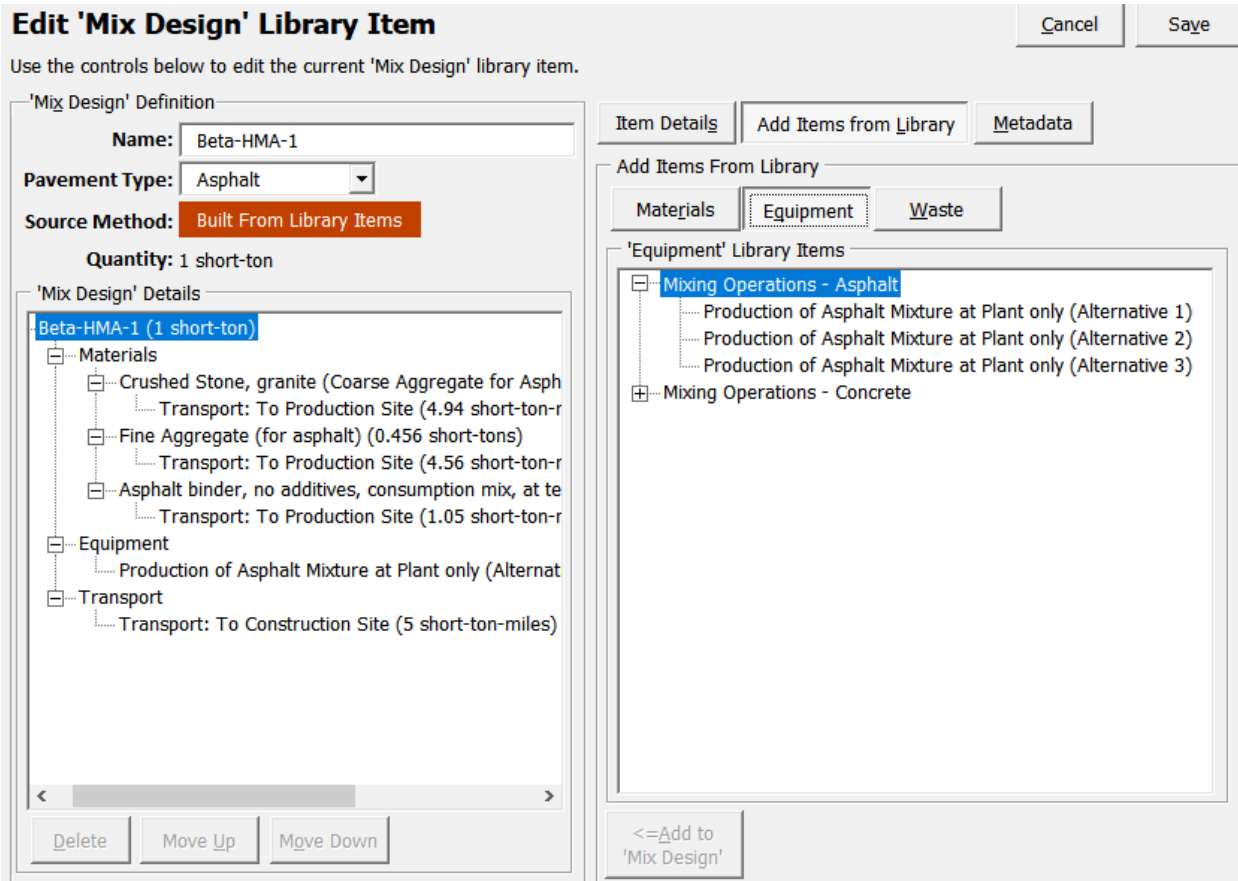 Edit 'Mix Design' Library Item
Cancel
Save
Use the controls below to edit the current 'Mix Design' library item.
'Mix Design' Definition
Name: Beta-HMA-1
Pavement Type: Asphalt
Source Method: Built From Library Items
Quantity: 1 short-ton
'Mix Design' Details
Beta-HMA-1 (1 short-ton)
Materials
Crushed Stone, granite (Coarse Aggregate for Asph
Transport: To Production Site (4.94 short-ton-r
Fine Aggregate (for asphalt) (0.456 short-tons)
Transport: To Production Site (4.56 short-ton-r
Asphalt binder, no additives, consumption mix, at te
Transport: To Production Site (1.05 short-ton-r
Equipment
Production of Asphalt Mixture at Plant only (Alternat
Transport
Transport: To Construction Site (5 short-ton-miles)
Delete
Move Up
Move Down
Item Details
Add Items from Library
Metadata
Add Items From Library
Materials
Equipment
Waste
'Equipment' Library Items
Mixing Operations - Asphalt
Production of Asphalt Mixture at Plant only (Alternative 1)
Production of Asphalt Mixture at Plant only (Alternative 2)
Production of Asphalt Mixture at Plant only (Alternative 3)
Mixing Operations - Concrete
<=Add to
'Mix Design'